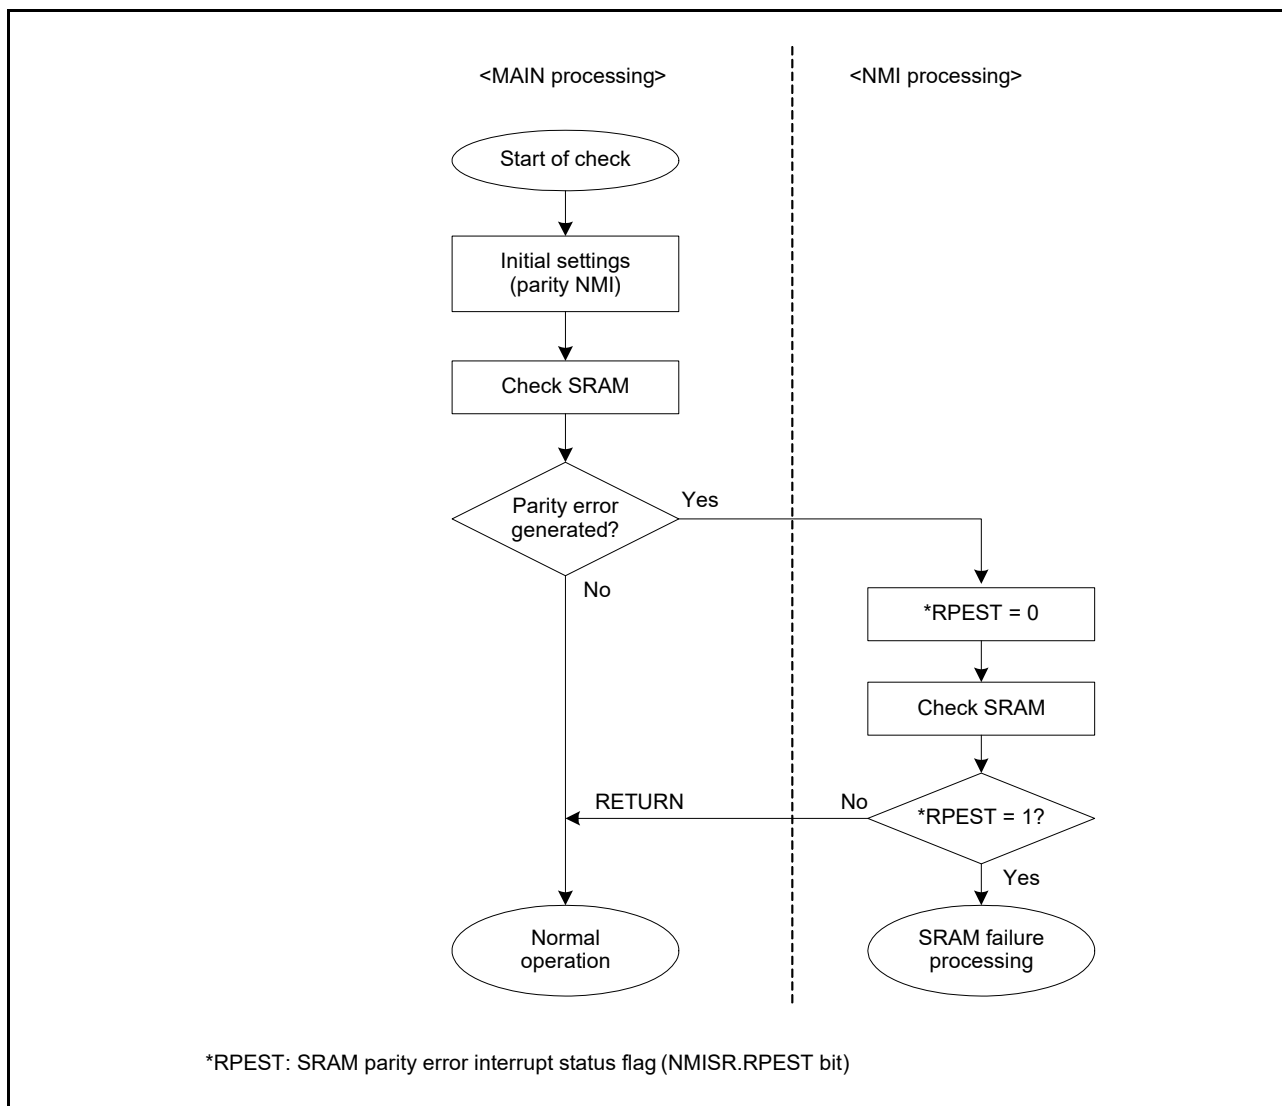 <MAIN processing>
<NMI processing>
Start of check
Initial settings
(parity NMI)
Check SRAM
Parity error
generated?
Yes
No
*RPEST = 0
Check SRAM
*RPEST = 1?
No
RETURN
Yes
Normal
operation
SRAM failure
processing
*RPEST: SRAM parity error interrupt status flag (NMISR.RPEST bit)